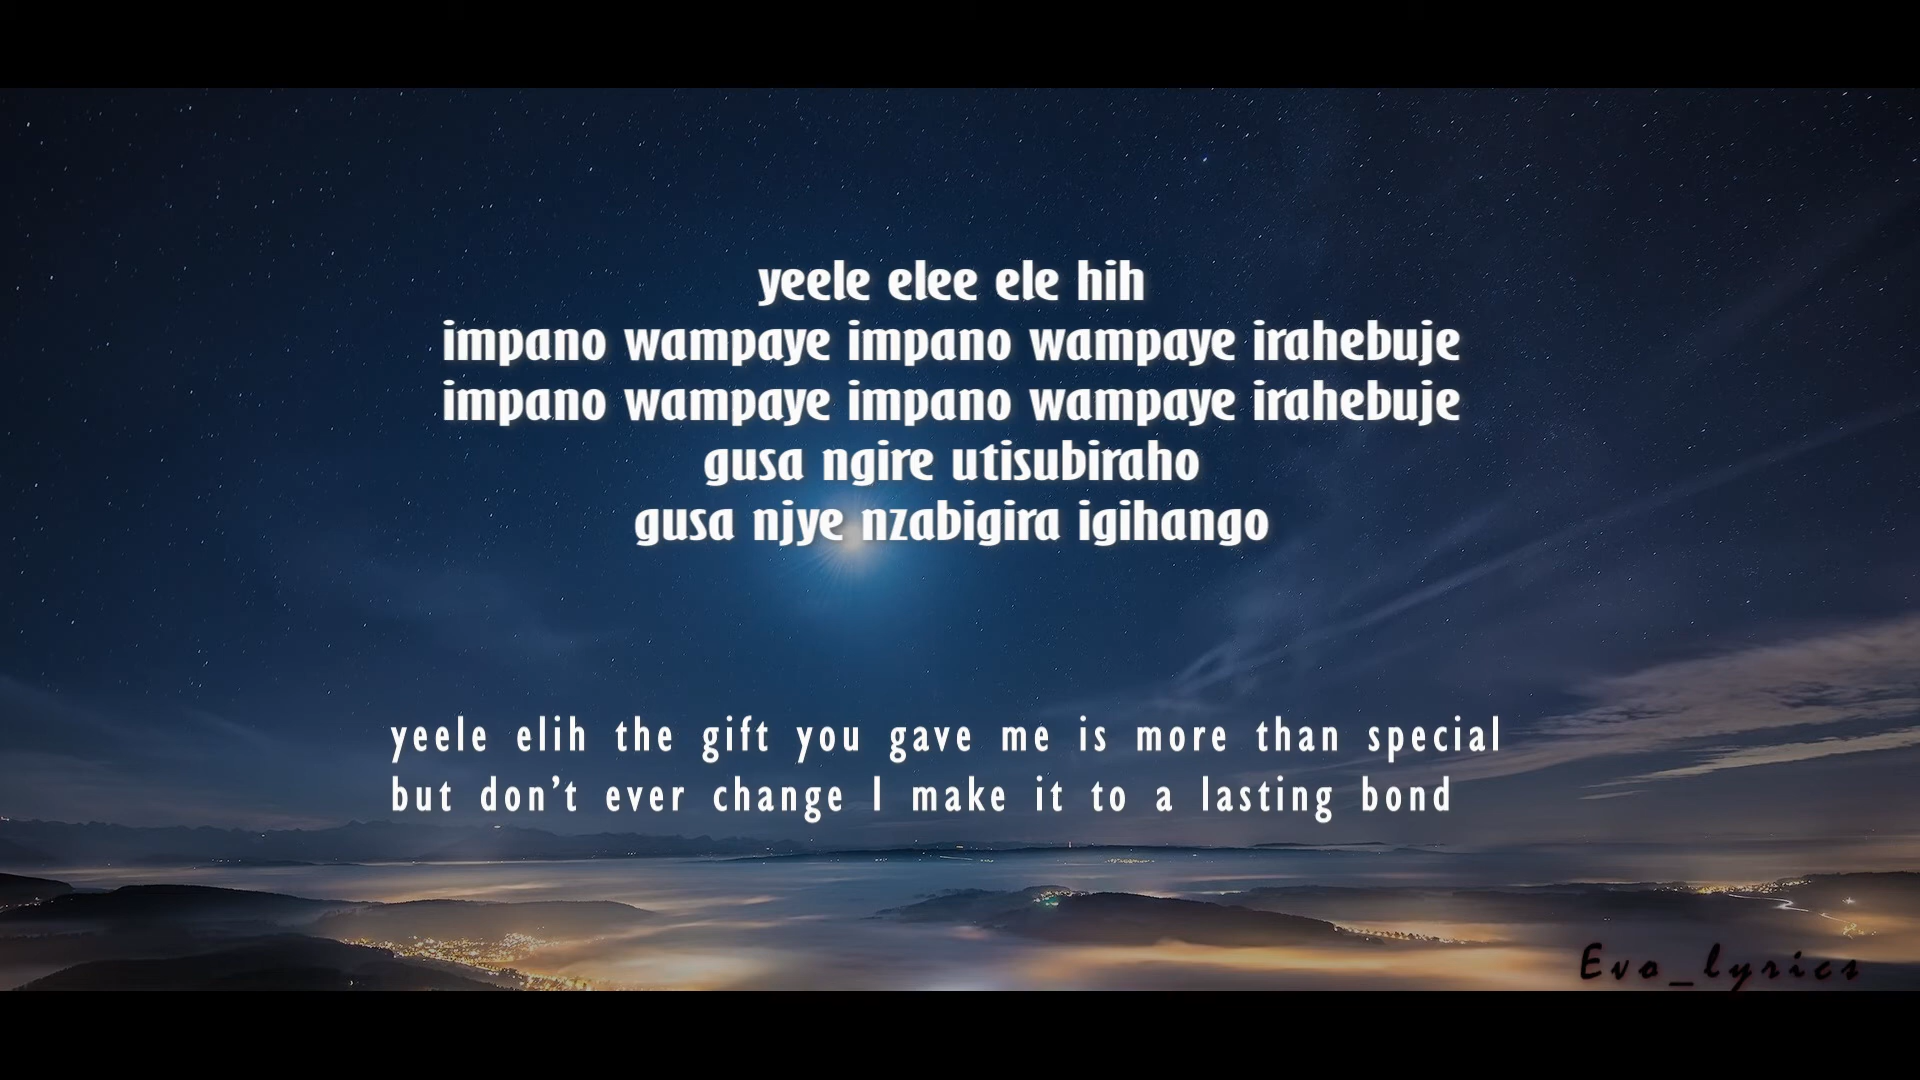 yeele elee ele hih
impano wampaye impano wampaye irahebuje
impano wampaye impano wampaye irahebuje
gusa ngire utisubiraho
gusa njye nzabigira igihango
yeele elih the gift you gave me is more than special
but don't ever change I make it to a lasting bond
Evo_lyrics